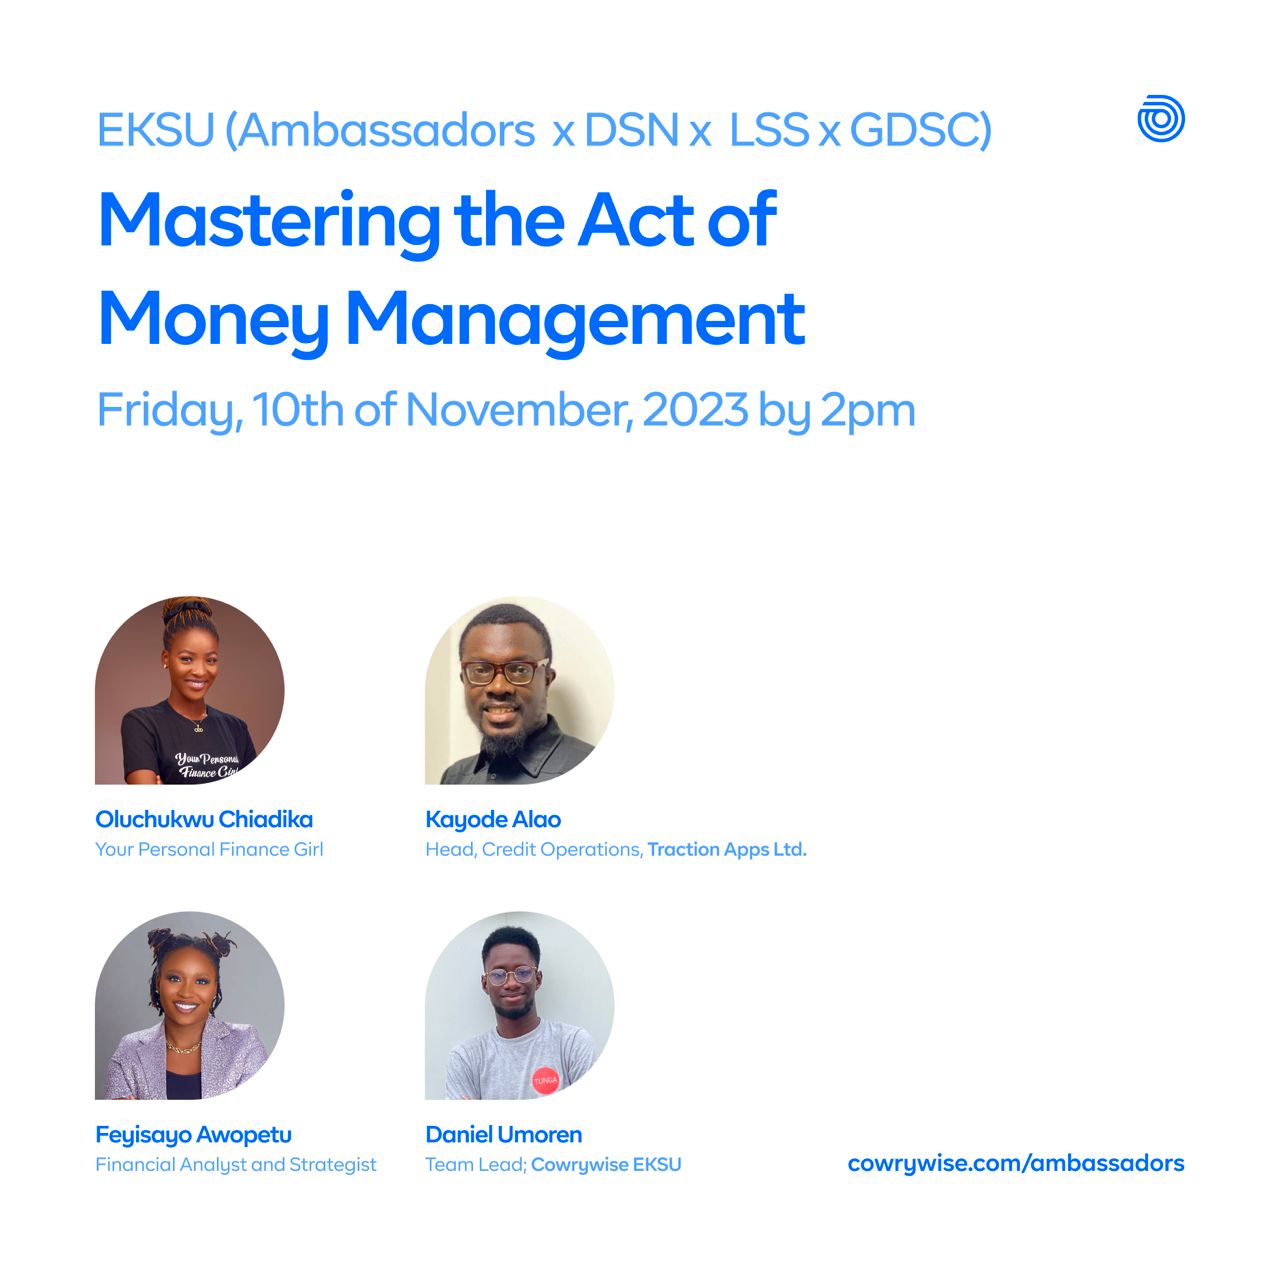 EKSU (Ambassadors x DSN x LSS x GDSC)
Mastering the Act of
Money Management
Friday, 10th of November, 2023 by 2pm
Your Personal
Finance Girl
Oluchukwu Chiadika
Your Personal Finance Girl
Kayode Alao
Head, Credit Operations, Traction Apps Ltd.
TUNGA
Feyisayo Awopetu
Financial Analyst and Strategist
Daniel Umoren
Team Lead; Cowrywise EKSU
cowrywise.com/ambassadors